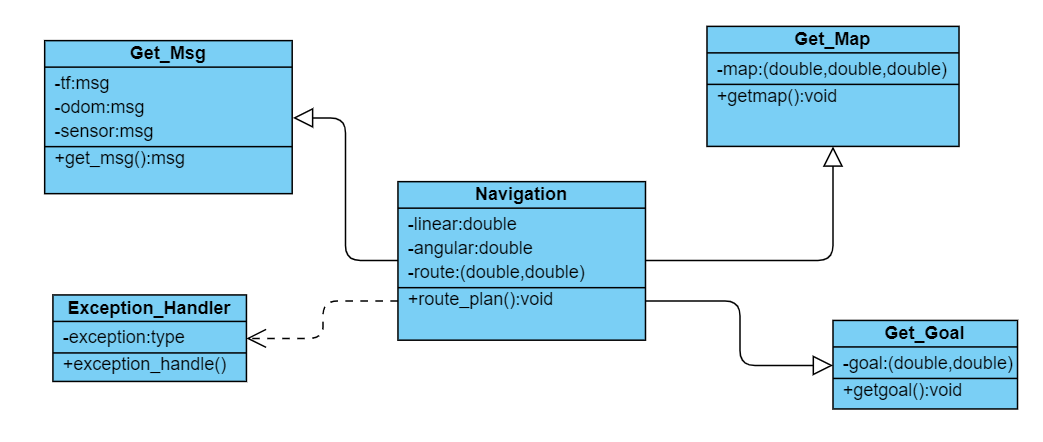 Get_Msg
-tf:msg
-odom:msg
-sensor:msg
+get_msg():msg
Get_Map
-map:(double,double,double)
+getmap():void
Navigation
-linear:double
-angular:double
-route:(double,double)
+route_plan():void
Exception_Handler
-exception:type
+exception_handle()
Get_Goal
-goal:(double,double)
+getgoal():void